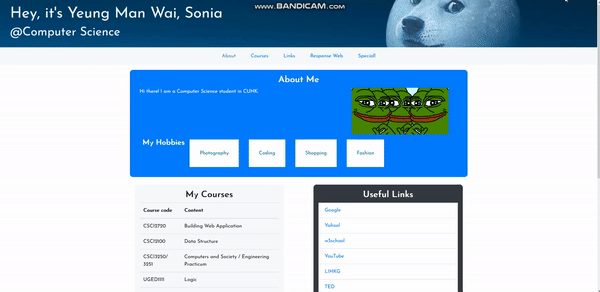 www.BANDICAM.com
Hey, it's Yeung Man Wai, Sonia
@Computer Science
About Courses Links Response Web Special!
About Me
Hi there! I am a Computer Science student in CUHK.
My Hobbies Photography Coding Shopping Fashion
My Courses
Course code Content
CSCI2720 Building Web Application
CSCI2100 Data Structure
CSCI3250/ Computers and Society / Engineering
3251 Practicum
UGED1111 Logic
Useful Links
Google
Yahoo!
w3school
YouTube
LIHKG
TED